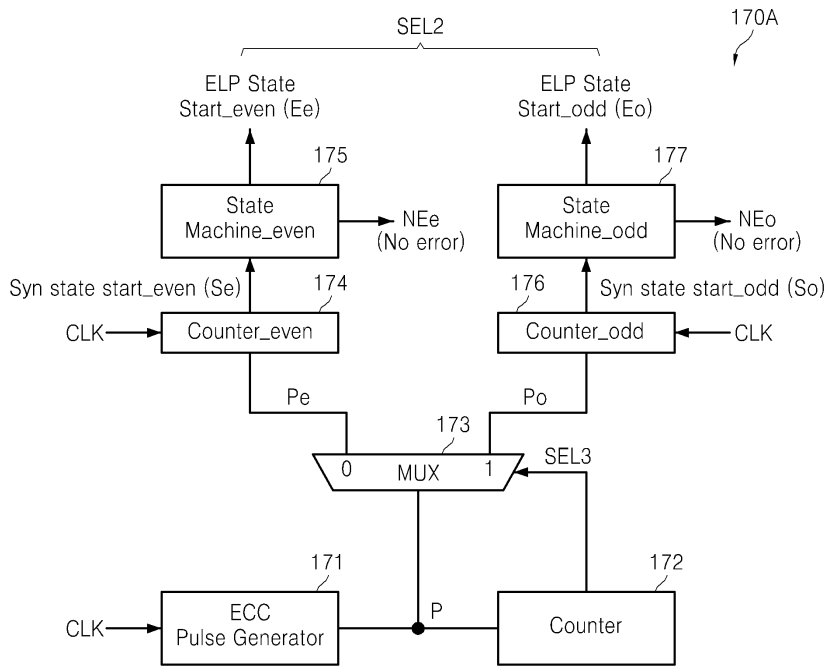 SEL2
170A
ELP State
Start_even (Ee)
ELP State
Start_odd (Eo)
175
177
State
Machine_even
NEe
(No error)
State
Machine_odd
NEo
(No error)
Syn state start_even (Se)
174
176
Syn state start_odd (So)
CLK
Counter_even
Counter_odd
CLK
Pe
Po
173
0
MUX
1
SEL3
171
172
CLK
ECC
Pulse Generator
P
Counter